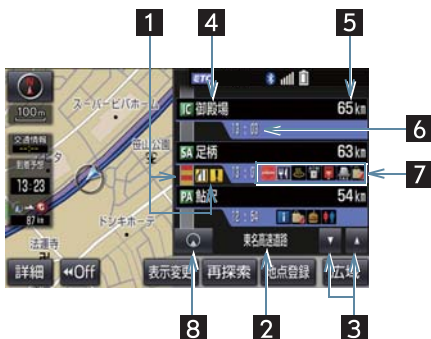 1
4
5
ETC
100m
スーパービバホーム
IC 御殿場 65km
13:03
6
笹山公園
交通情報
--:--
SA 足柄 63km
7
到着予想
13:23
PA 鮎沢 54km
12:54
87km
ドンキホーテ
法蓮寺
東名高速道路
詳細
◀◀Off
表示変更
再探索
地点登録
広域
8
2
3